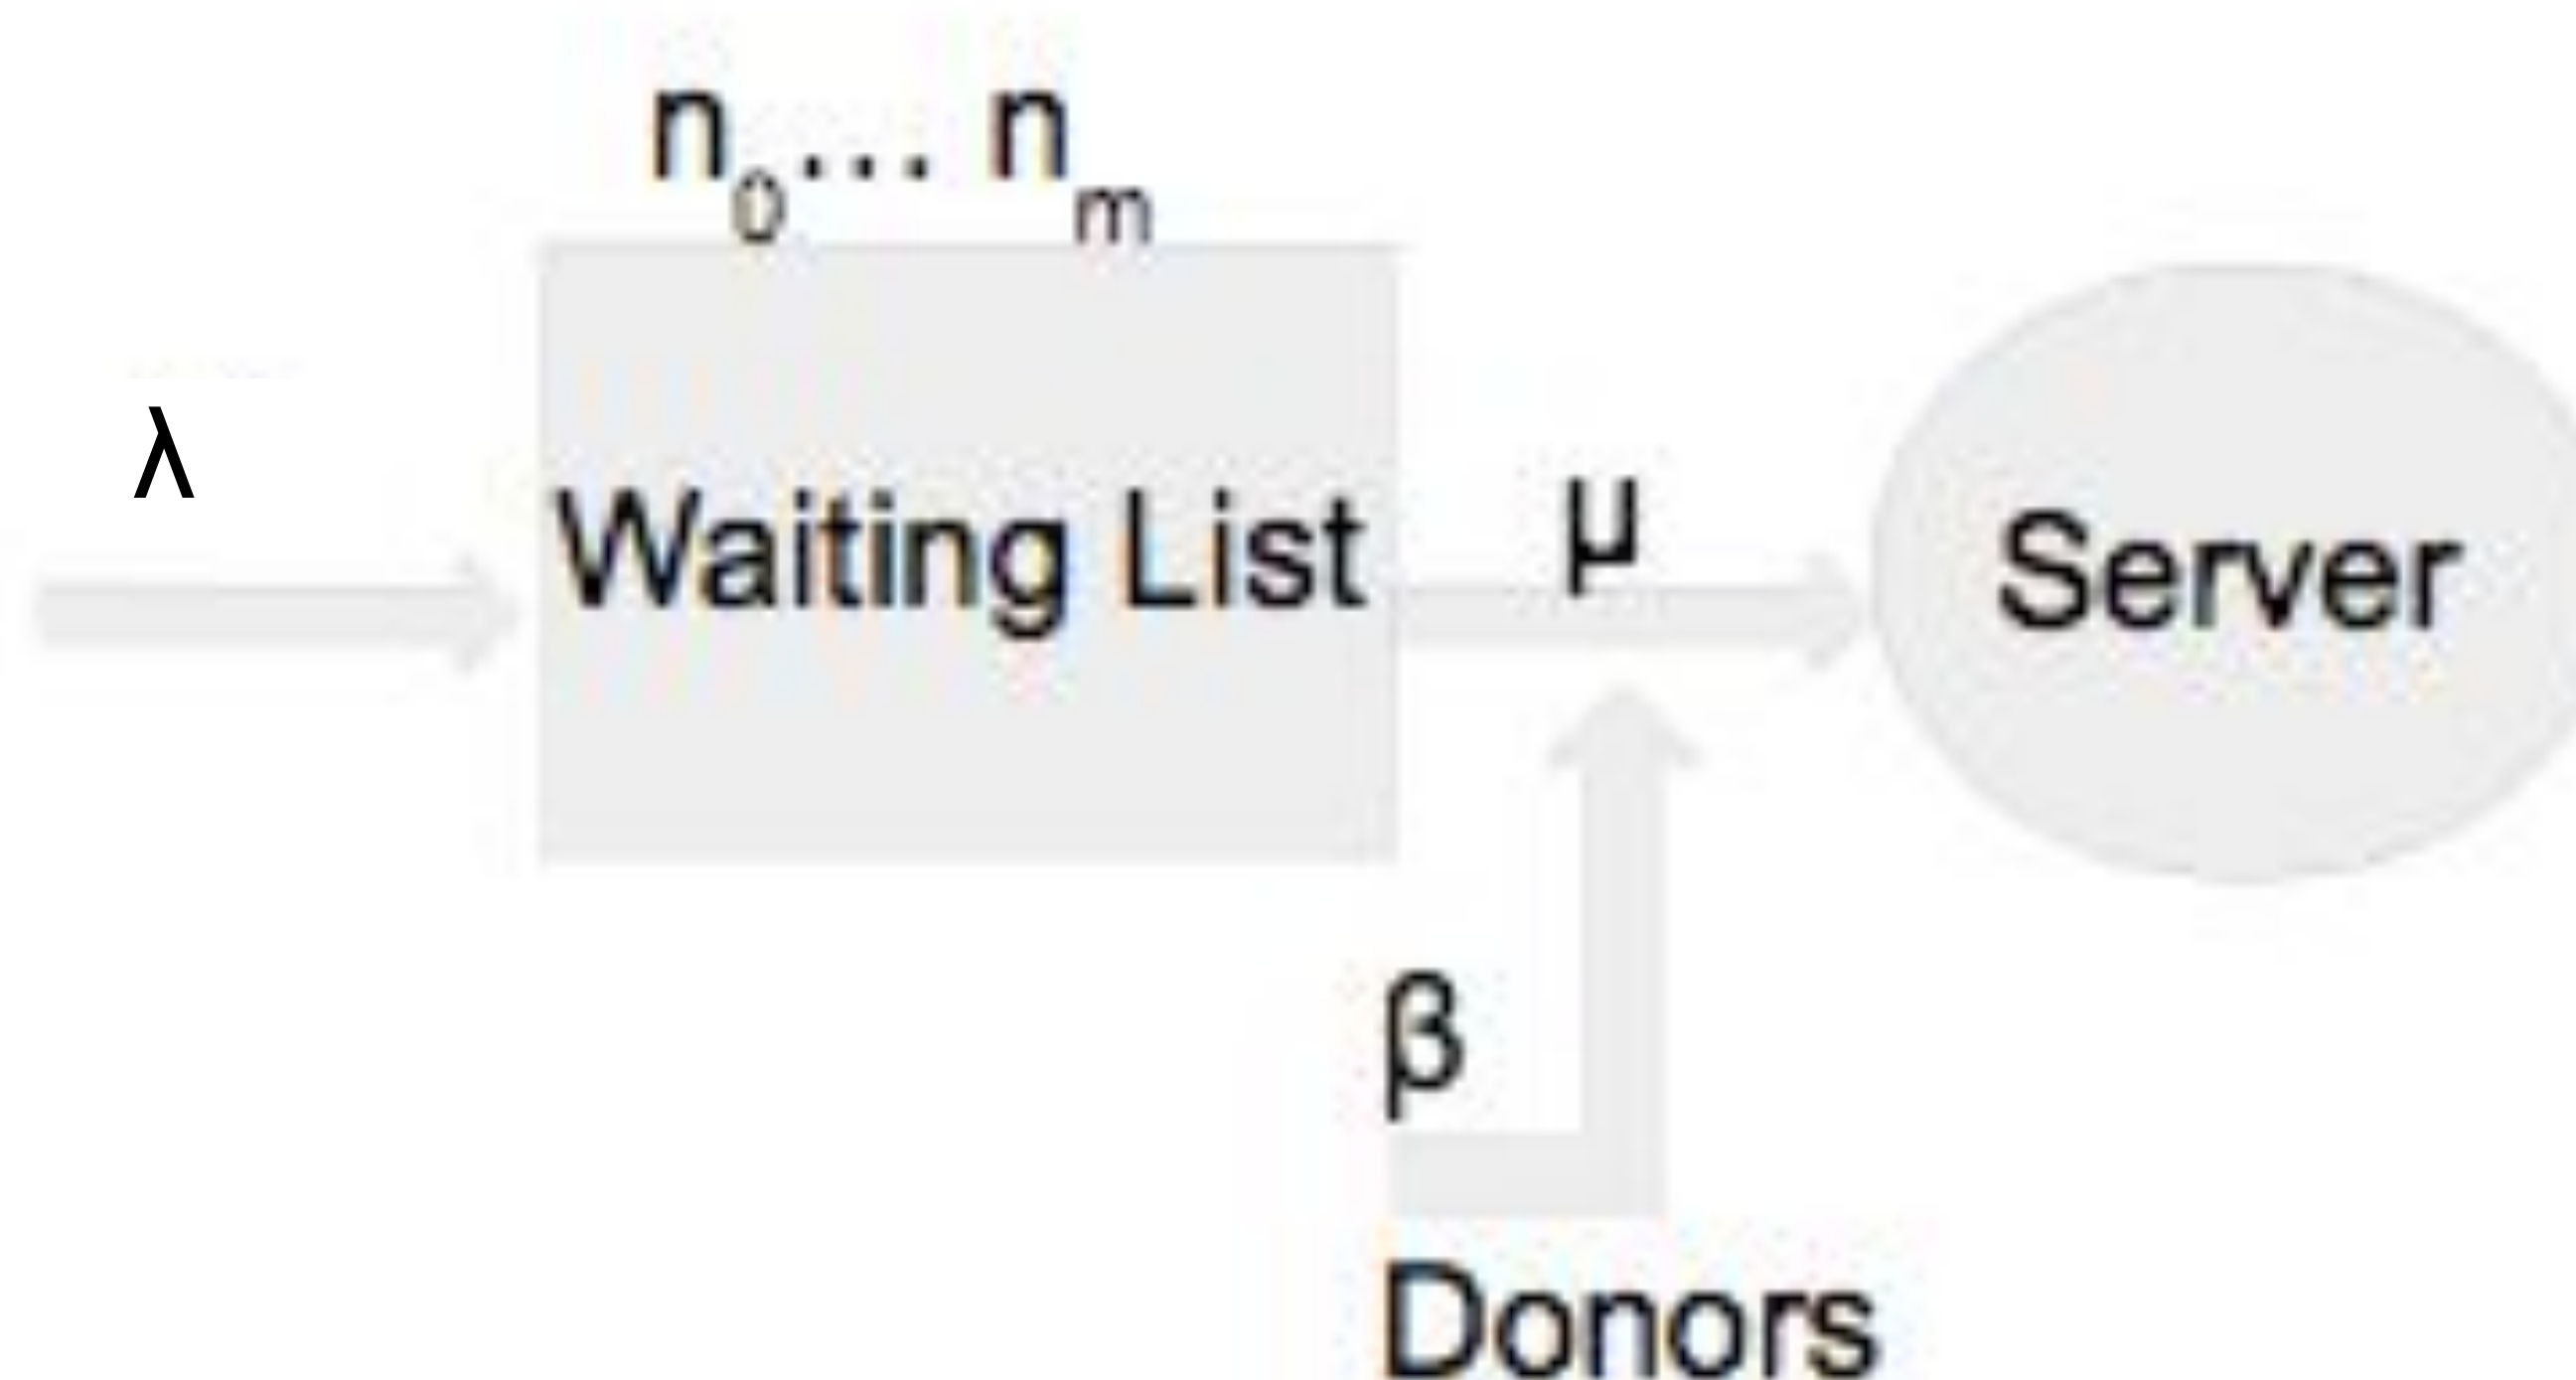 n₀... nₘ
λ
Waiting List
μ
Server
β
Donors